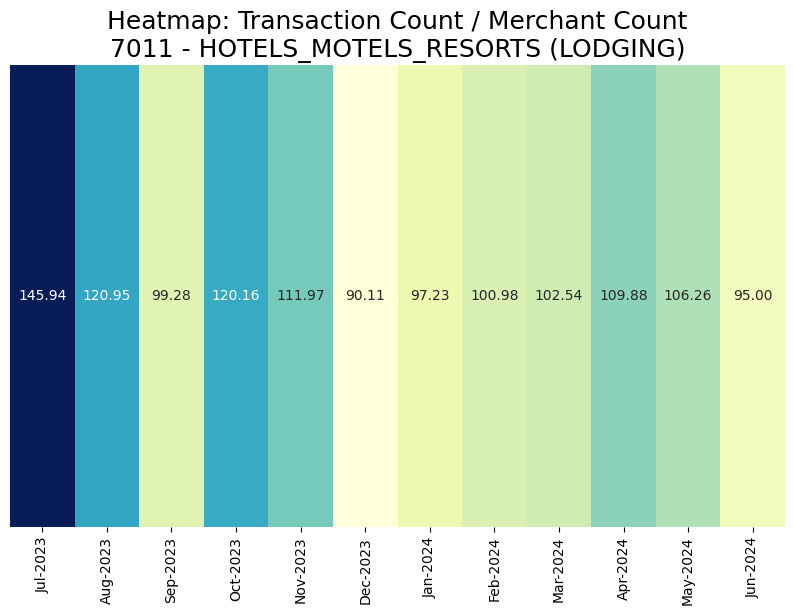 Heatmap: Transaction Count / Merchant Count
7011 - HOTELS_MOTELS_RESORTS (LODGING)
145.94 120.95 99.28 120.16 111.97 90.11 97.23 100.98 102.54 109.88 106.26 95.00
Jul-2023 Aug-2023 Sep-2023 Oct-2023 Nov-2023 Dec-2023 Jan-2024 Feb-2024 Mar-2024 Apr-2024 May-2024 Jun-2024